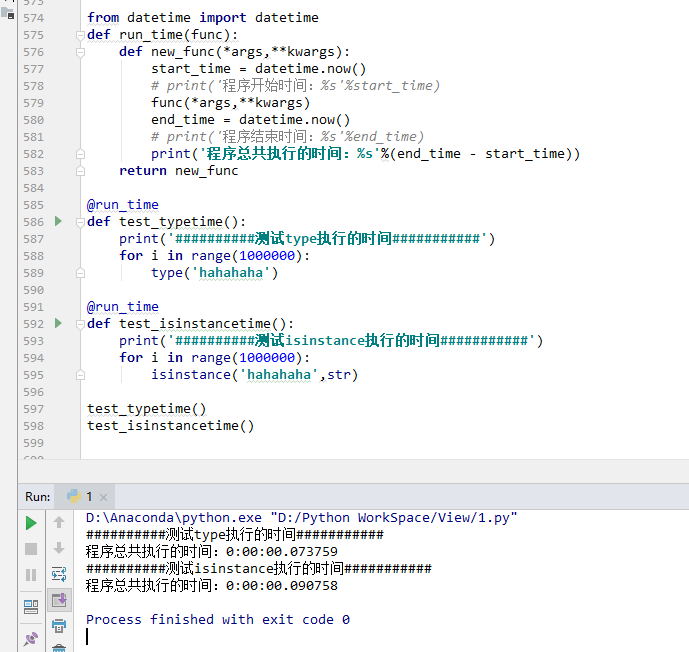 573
574 from datetime import datetime
575 def run_time(func):
576     def new_func(*args,**kwargs):
577         start_time = datetime.now()
578         # print('程序开始时间：%s'%start_time)
579         func(*args,**kwargs)
580         end_time = datetime.now()
581         # print('程序结束时间：%s'%end_time)
582         print('程序总共执行的时间：%s'%(end_time - start_time))
583     return new_func
584
585 @run_time
586 def test_typetime():
587     print('##########测试type执行的时间###########')
588     for i in range(1000000):
589         type('hahahaha')
590
591 @run_time
592 def test_isinstancetime():
593     print('##########测试isinstance执行的时间###########')
594     for i in range(1000000):
595         isinstance('hahahaha',str)
596
597 test_typetime()
598 test_isinstancetime()
599
Run: 1
D:\Anaconda\python.exe "D:/Python WorkSpace/View/1.py"
##########测试type执行的时间###########
程序总共执行的时间：0:00:00.073759
##########测试isinstance执行的时间###########
程序总共执行的时间：0:00:00.090758
Process finished with exit code 0